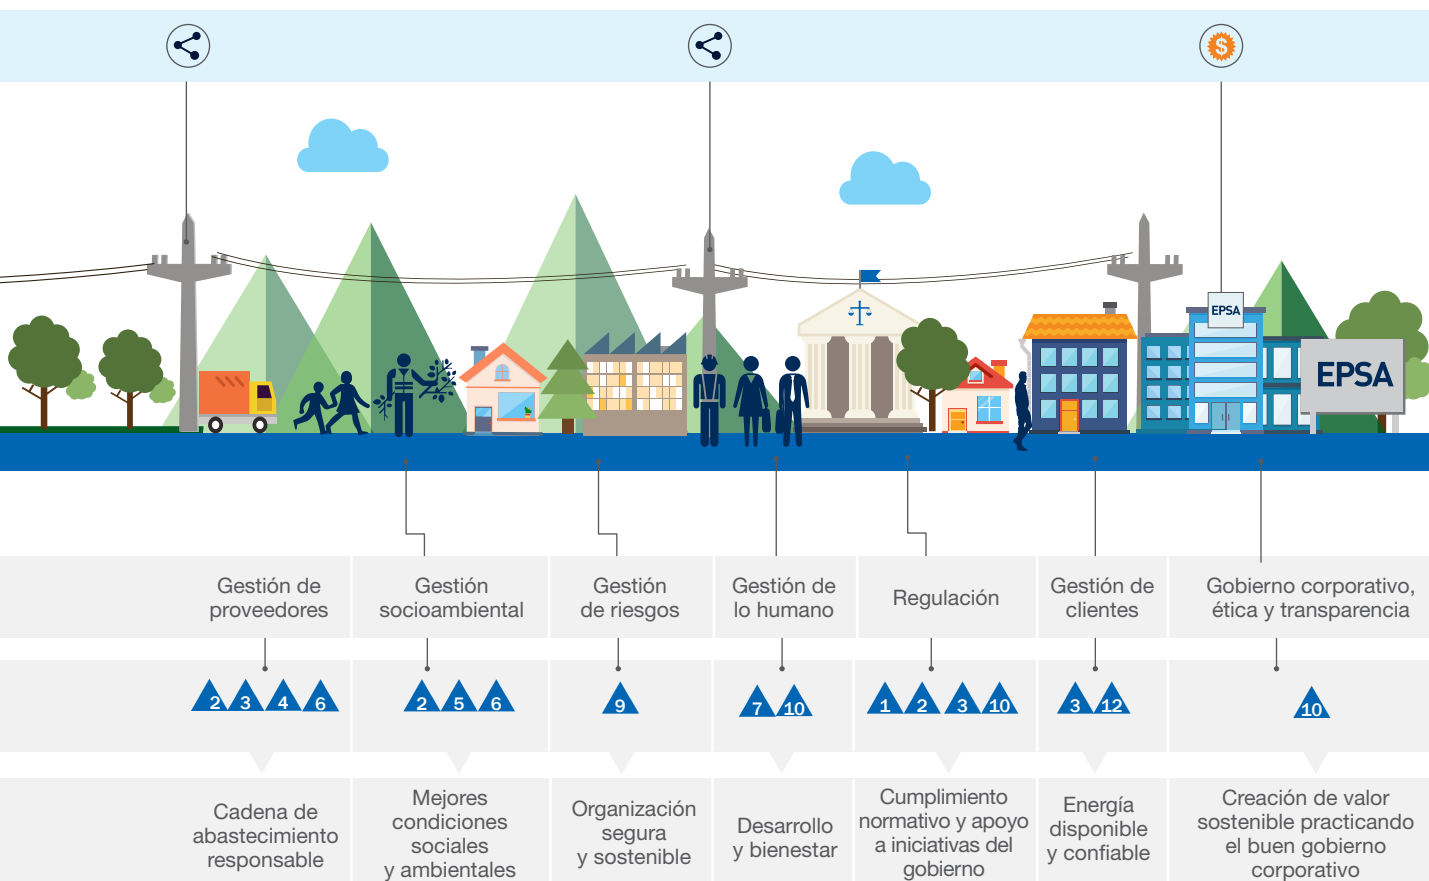 $
EPSA
EPSA
Gestión de
proveedores
Gestión
socioambiental
Gestión
de riesgos
Gestión de
lo humano
Regulación
Gestión de
clientes
Gobierno corporativo,
ética y transparencia
2 3 4 6
2 5 6
9
7 10
1 2 3 10
3 12
10
Cadena de
abastecimiento
responsable
Mejores
condiciones
sociales
y ambientales
Organización
segura
y sostenible
Desarrollo
y bienestar
Cumplimiento
normativo y apoyo
a iniciativas del
gobierno
Energía
disponible
y confiable
Creación de valor
sostenible practicando
el buen gobierno
corporativo